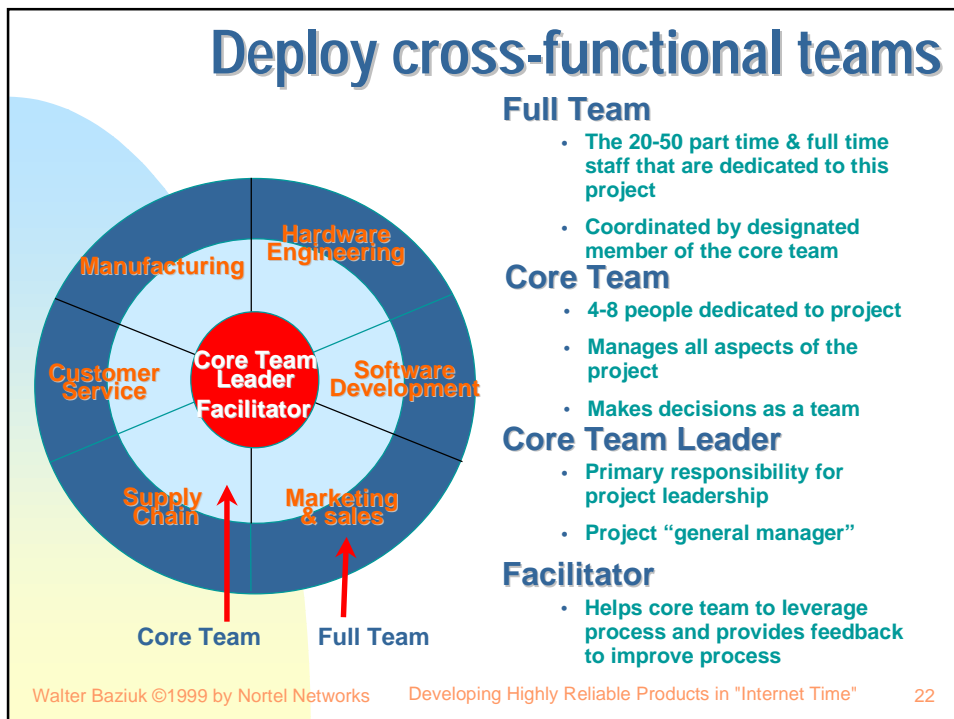 Deploy cross-functional teams
Hardware
Engineering
Manufacturing
Customer
Service
Core Team
Leader
Facilitator
Software
Development
Supply
Chain
Marketing
& sales
Core Team
Full Team
Full Team
• The 20-50 part time & full time
staff that are dedicated to this
project
• Coordinated by designated
member of the core team
Core Team
• 4-8 people dedicated to project
• Manages all aspects of the
project
• Makes decisions as a team
Core Team Leader
• Primary responsibility for
project leadership
• Project “general manager”
Facilitator
• Helps core team to leverage
process and provides feedback
to improve process
Walter Baziuk ©1999 by Nortel Networks
Developing Highly Reliable Products in "Internet Time"
22